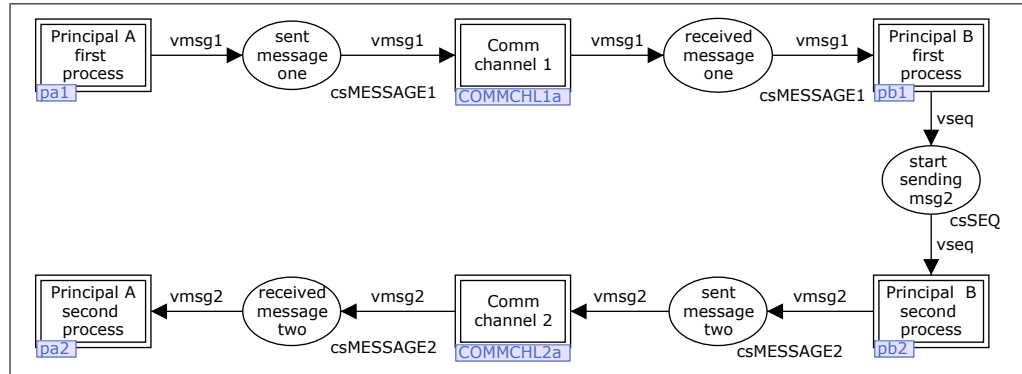 Principal A
first
process
pa1
vmsg1
sent
message
one
csMESSAGE1
vmsg1
Comm
channel 1
COMMCHL1a
vmsg1
received
message
one
csMESSAGE1
vmsg1
Principal B
first
process
pb1
vseq
start
sending
msg2
csSEQ
vseq
Principal A
second
process
pa2
vmsg2
received
message
two
csMESSAGE2
vmsg2
Comm
channel 2
COMMCHL2a
vmsg2
sent
message
two
csMESSAGE2
vmsg2
Principal B
second
process
pb2